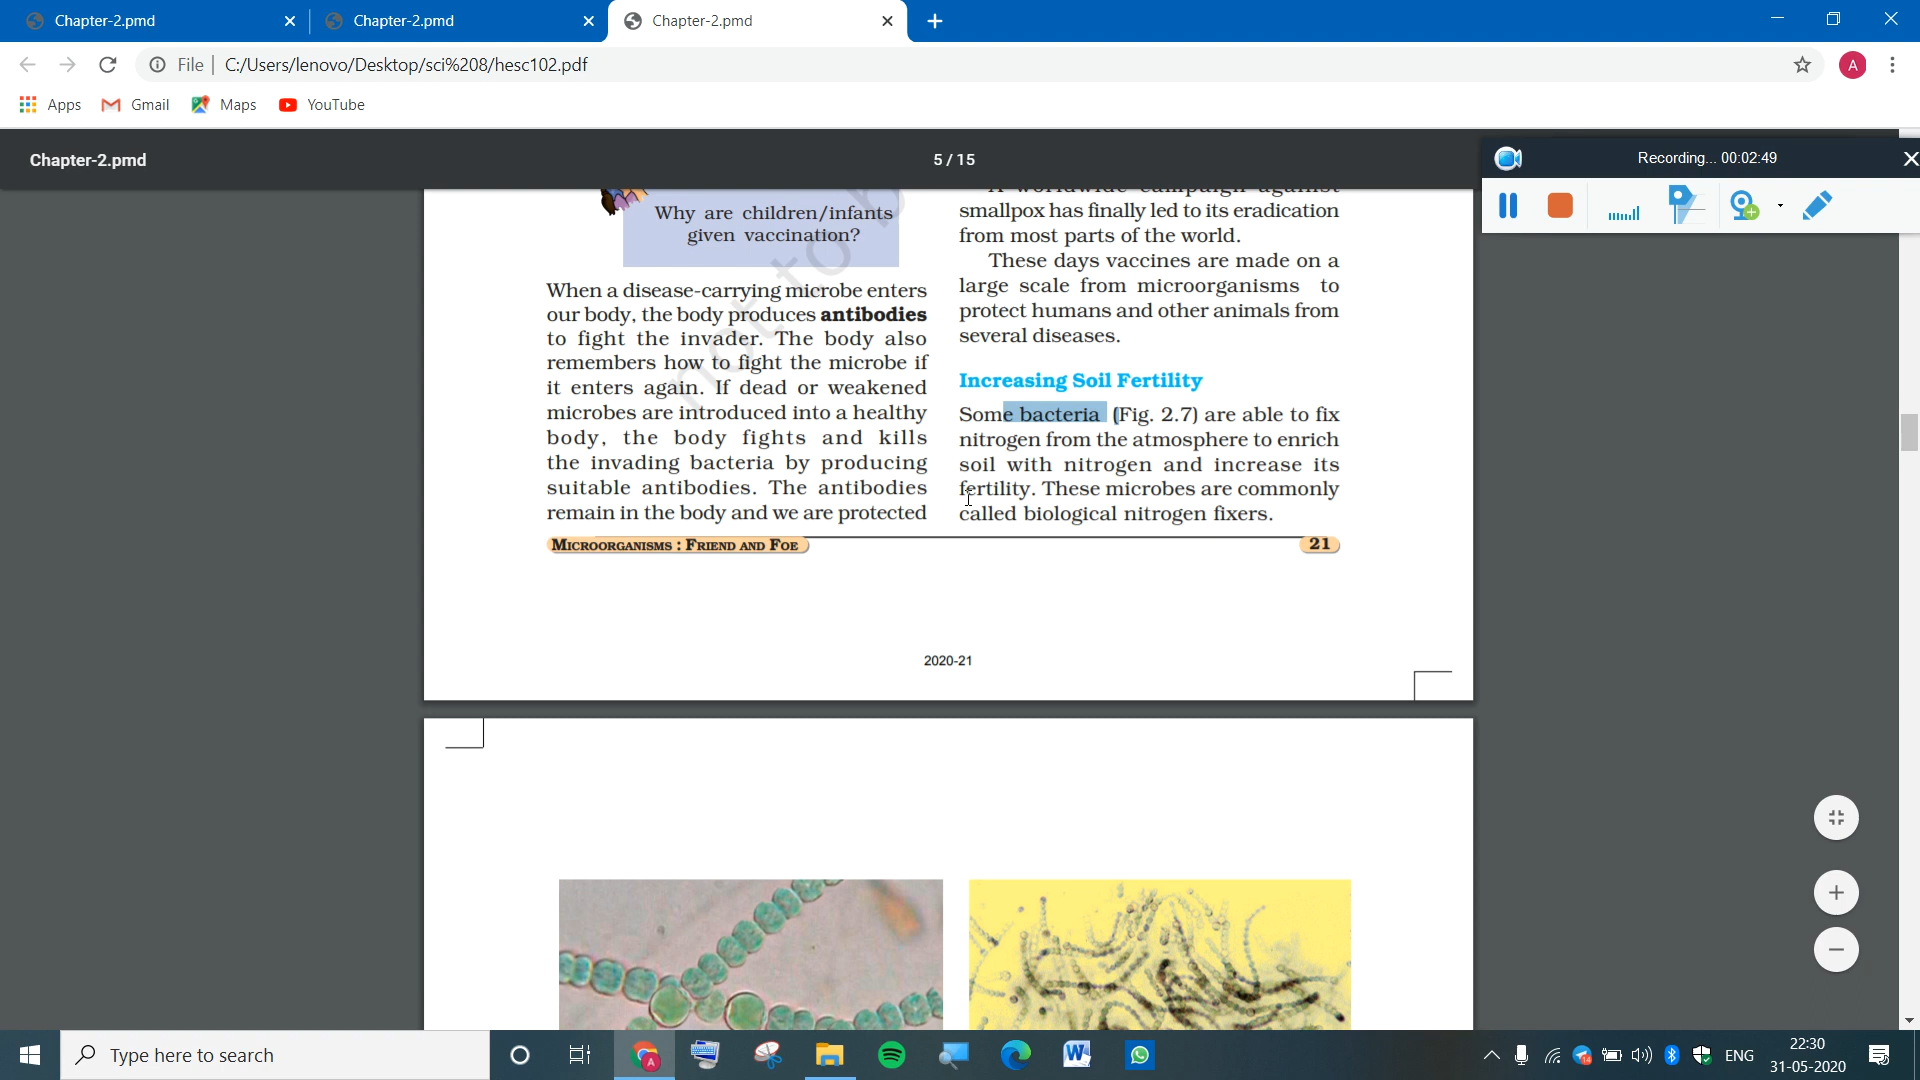 Chapter-2.pmd
Chapter-2.pmd
Chapter-2.pmd
File
C:/Users/lenovo/Desktop/sci%208/hesc102.pdf
A
Apps
Gmail
Maps
YouTube
Chapter-2.pmd
5 / 15
Recording... 00:02:49
Why are children/infants
given vaccination?
When a disease-carrying microbe enters
our body, the body produces antibodies
to fight the invader. The body also
remembers how to fight the microbe if
it enters again. If dead or weakened
microbes are introduced into a healthy
body, the body fights and kills
the invading bacteria by producing
suitable antibodies. The antibodies
remain in the body and we are protected
A worldwide campaign against
smallpox has finally led to its eradication
from most parts of the world.
These days vaccines are made on a
large scale from microorganisms to
protect humans and other animals from
several diseases.
Increasing Soil Fertility
Some bacteria (Fig. 2.7) are able to fix
nitrogen from the atmosphere to enrich
soil with nitrogen and increase its
fertility. These microbes are commonly
called biological nitrogen fixers.
not to b
MICROORGANISMS : FRIEND AND FOE
21
2020-21
Type here to search
A
W
14
ENG
22:30
31-05-2020